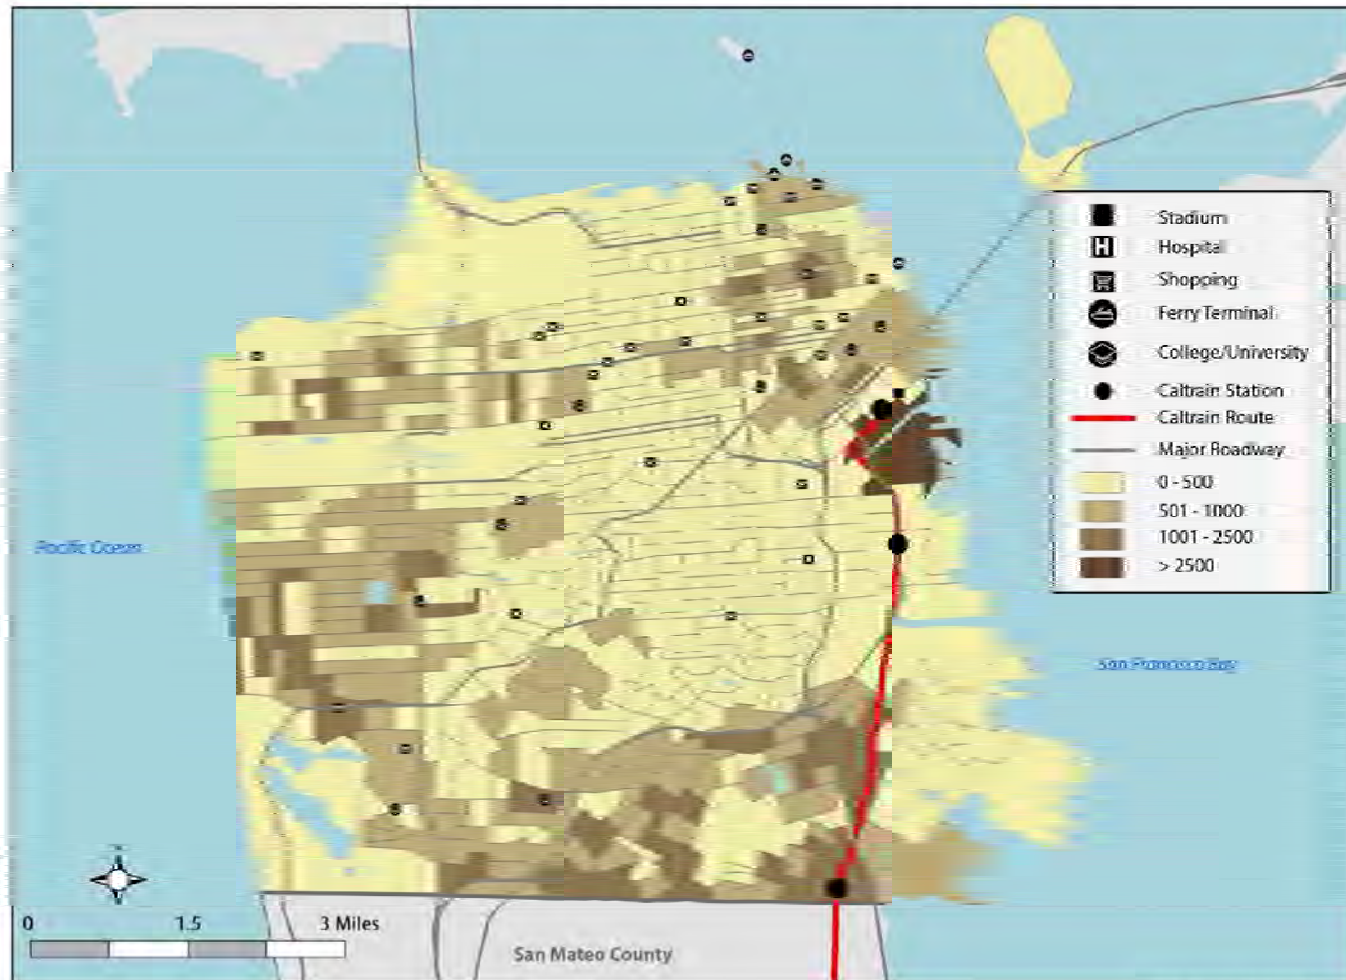 Stadium
Hospital
Shopping
Ferry Terminal
College/University
Caltrain Station
Caltrain Route
Major Roadway
0 - 500
501 - 1000
1001 - 2500
> 2500
Pacific Ocean
San Francisco Bay
0 1.5 3 Miles
San Mateo County